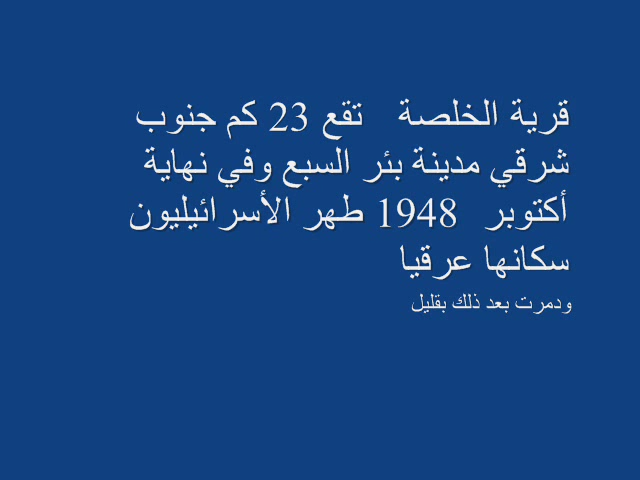 قرية الخلصة تقع 23 كم جنوب
شرقي مدينة بئر السبع وفي نهاية
أكتوبر 1948 طهر الأسرائيليون
سكانها عرقيا
ودمرت بعد ذلك بقليل